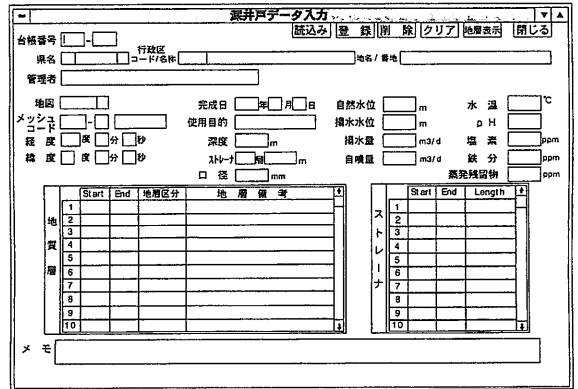 深井戸データ入力
読込み 登 録 削 除 クリア 地層表示 閉じる
台帳番号 -
県名 行政区 コード/名称 地名/番地
管理者
地図 完成日 年 月 日 自然水位 m 水 温 ℃
メッシュ コード - 使用目的 揚水水位 m pH
経 度 度 分 秒 深度 m 揚水量 m3/d 塩 素 ppm
緯 度 度 分 秒 ストレーナ 層 m 自噴量 m3/d 鉄 分 ppm
口 径 mm 蒸発残留物 ppm
地質層
Start End 地層区分 地 層 備 考
1
2
3
4
5
6
7
8
9
10
ストレーナ
Start End Length
1
2
3
4
5
6
7
8
9
10
メ モ